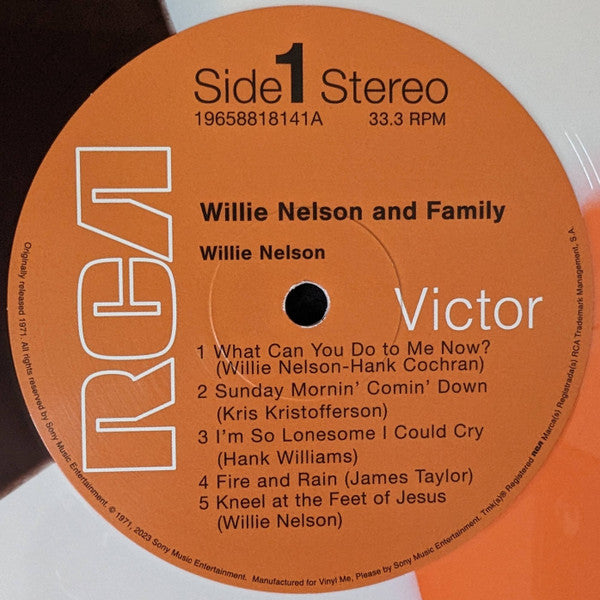 Side 1 Stereo
19658818141A 33.3 RPM
RCA
Willie Nelson and Family
Willie Nelson
Victor
1 What Can You Do to Me Now?
(Willie Nelson-Hank Cochran)
2 Sunday Mornin' Comin' Down
(Kris Kristofferson)
3 I'm So Lonesome I Could Cry
(Hank Williams)
4 Fire and Rain (James Taylor)
5 Kneel at the Feet of Jesus
(Willie Nelson)
Originally released 1971. All rights reserved by Sony Music Entertainment. © 1971, 2023 Sony Music Entertainment. Manufactured for Vinyl Me, Please by Sony Music Entertainment. Tmk(s)® Registered RCA Marca(s) Registrada(s) RCA Trademark Management, S.A.